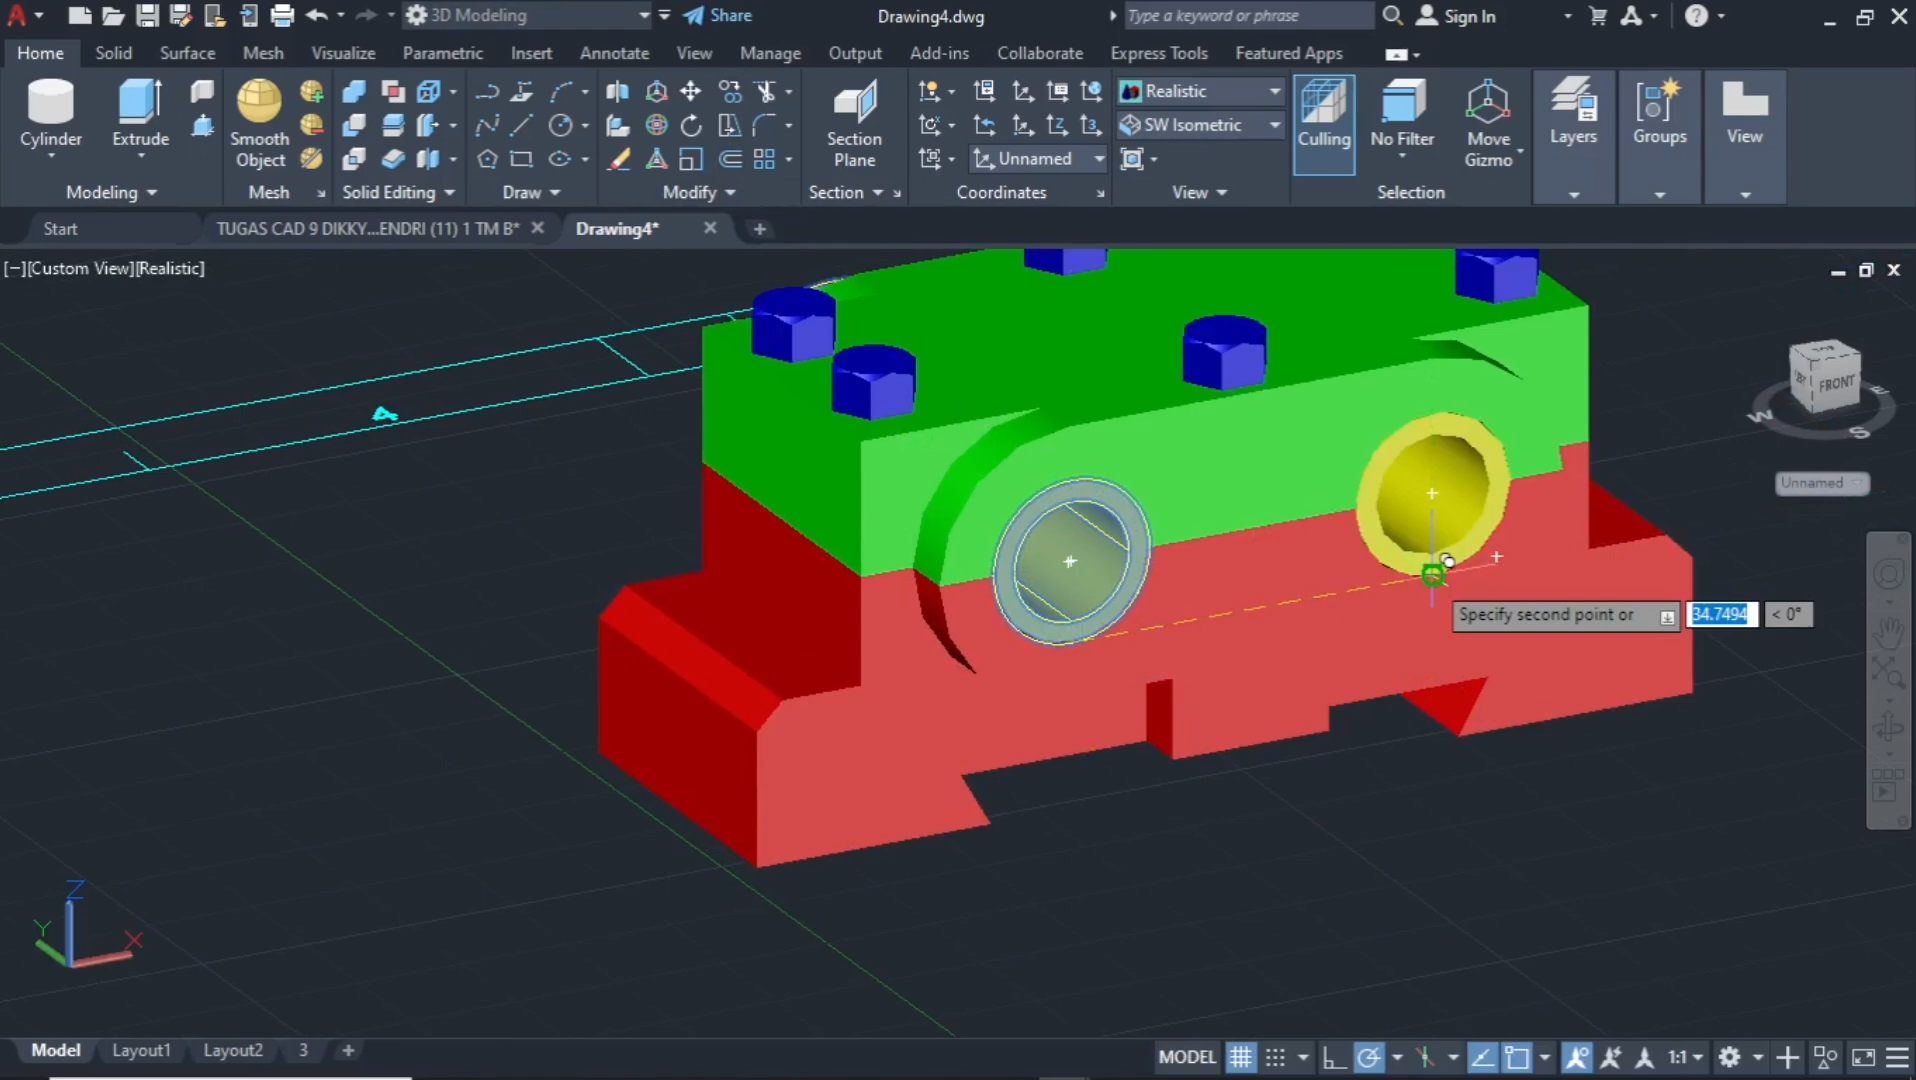 3D Modeling
Share
Drawing4.dwg
Type a keyword or phrase
Sign In
Home
Solid
Surface
Mesh
Visualize
Parametric
Insert
Annotate
View
Manage
Output
Add-ins
Collaborate
Express Tools
Featured Apps
Cylinder
Extrude
Smooth
Object
Section
Plane
Realistic
SW Isometric
Unnamed
Culling
No Filter
Move
Gizmo
Layers
Groups
View
Modeling
Mesh
Solid Editing
Draw
Modify
Section
Coordinates
View
Selection
Start
TUGAS CAD 9 DIKKY...ENDRI (11) 1 TM B*
Drawing4*
[−][Custom View][Realistic]
TOP
FRONT
W
S
E
Unnamed
A
Specify second point or
34.7494
< 0°
Z
Y
X
Model
Layout1
Layout2
3
MODEL
1:1